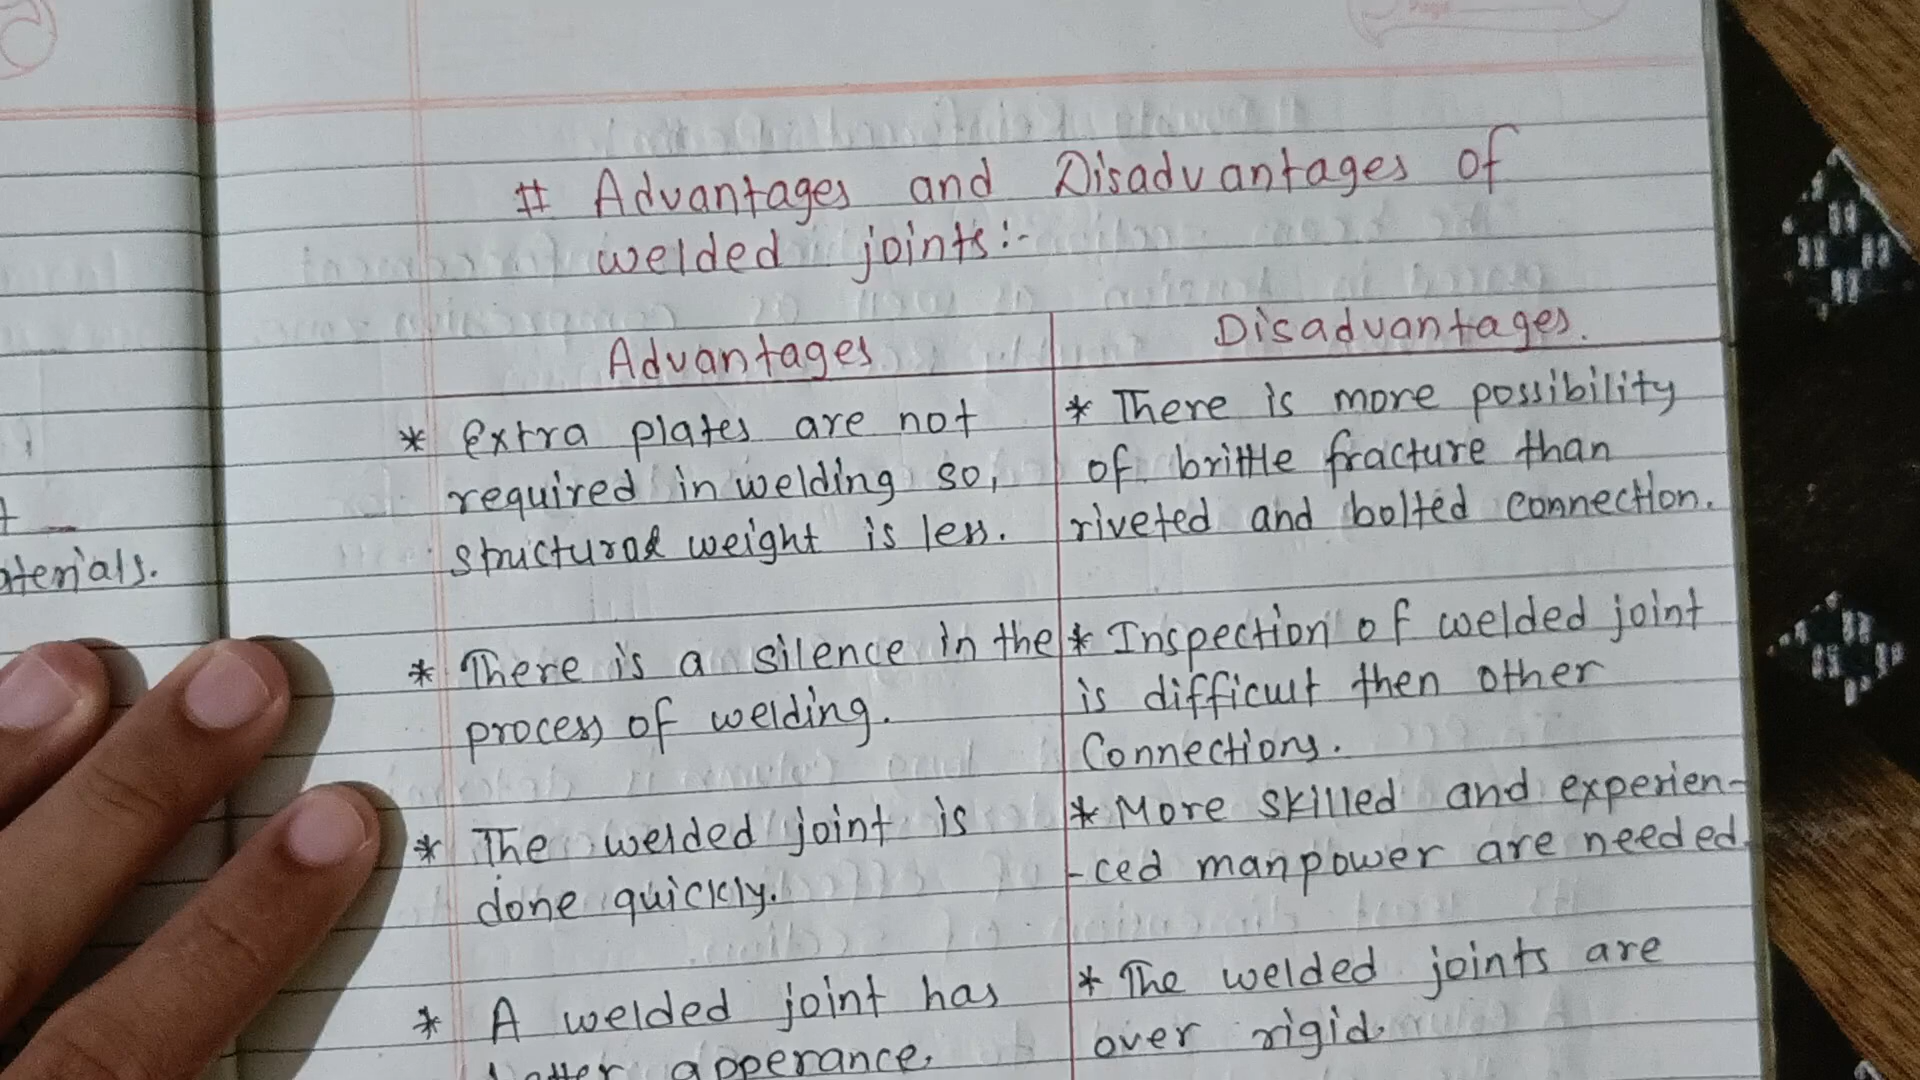 Page
# Advantages and Disadvantages of
welded joints:-
Advantages
* Extra plates are not
required in welding so,
structural weight is less.
* There is a silence in the
process of welding.
* The welded joint is
done quickly.
* A welded joint has
apperance.
Disadvantages.
* There is more possibility
of brittle fracture than
riveted and bolted connection.
* Inspection of welded joint
is difficult then other
Connections.
* More skilled and experien-
-ced manpower are needed.
* The welded joints are
over rigid.
aterials.